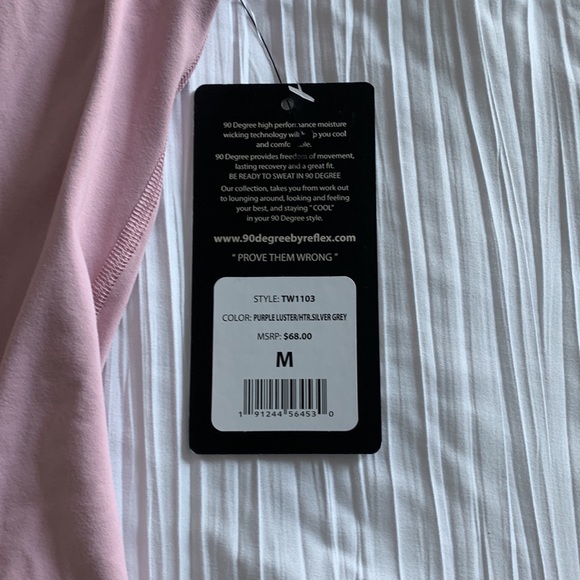 90 Degree high performance moisture
wicking technology will you cool
and
90 Degree provides freedom of movement,
lasting recovery and a great fit.
BE READY TO SWEAT IN 90 DEGREE
Our collection, takes you from work out
to lounging around, looking and feeling
your best, and staying "COOL"
in your 90 Degree style.
www.90degreebyreflex.com
" PROVE THEM WRONG "
STYLE: TW1103
COLOR: PURPLE LUSTER/HTR.SILVER GREY
MSRP: $68.00
M
1 91244 56453 0